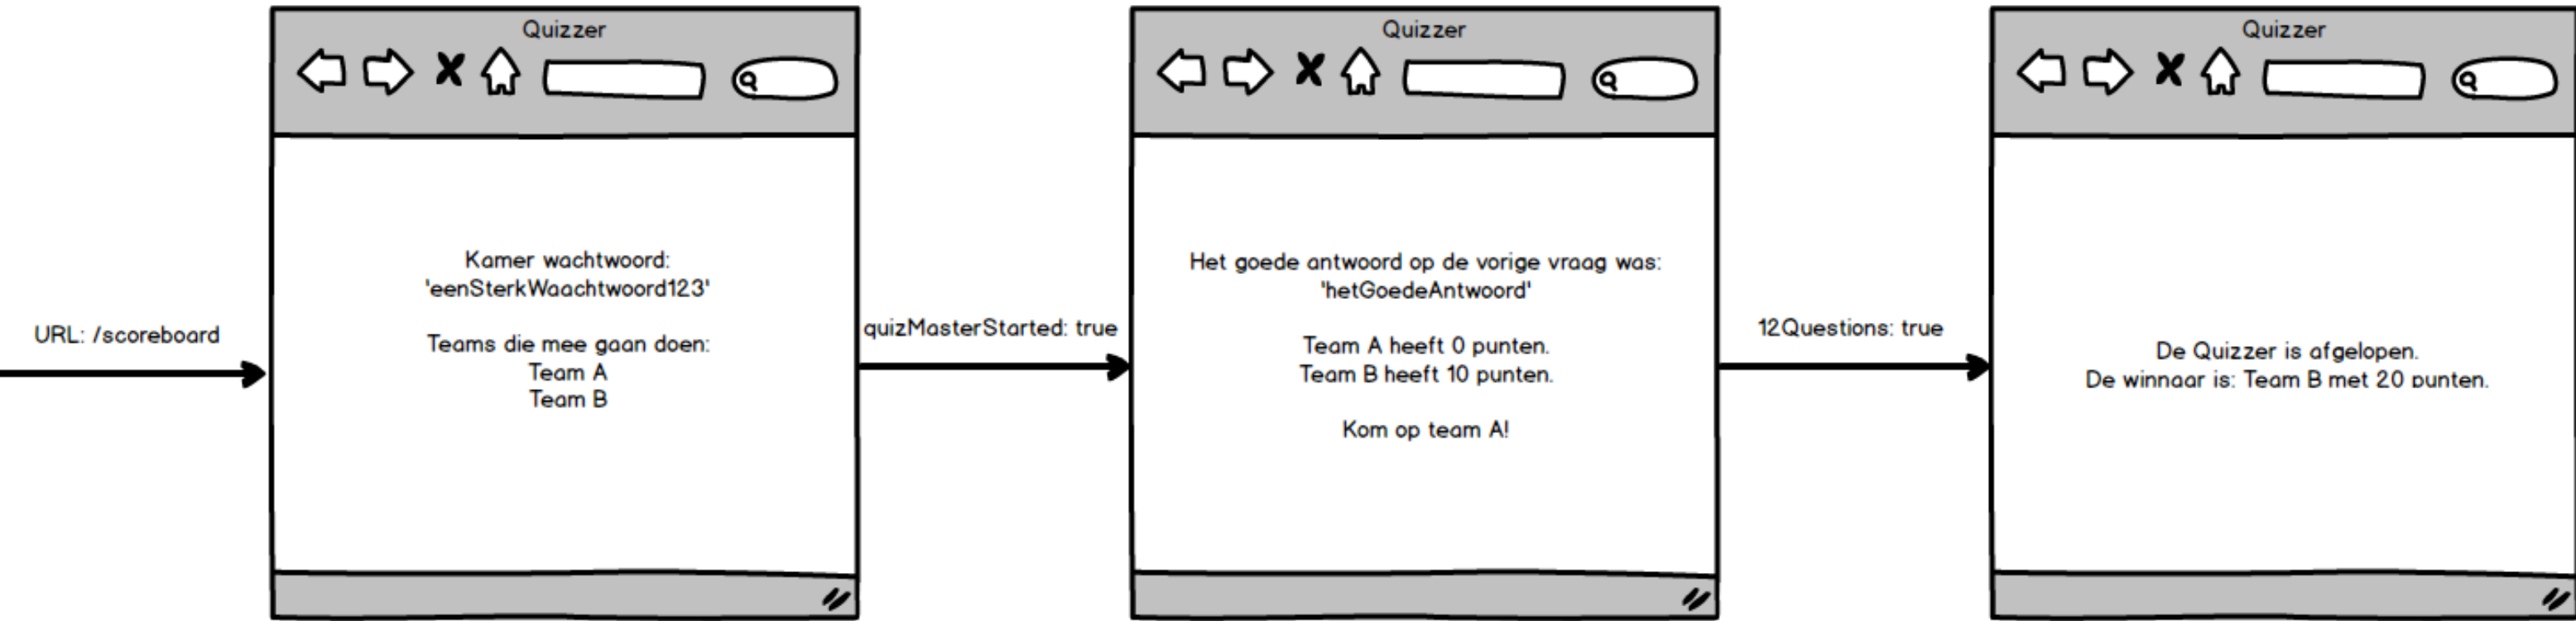 URL: /scoreboard
Quizzer
Kamer wachtwoord:
'eenSterkWaachtwoord123'
Teams die mee gaan doen:
Team A
Team B
quizMasterStarted: true
Quizzer
Het goede antwoord op de vorige vraag was:
'hetGoedeAntwoord'
Team A heeft 0 punten.
Team B heeft 10 punten.
Kom op team A!
12Questions: true
Quizzer
De Quizzer is afgelopen.
De winnaar is: Team B met 20 punten.